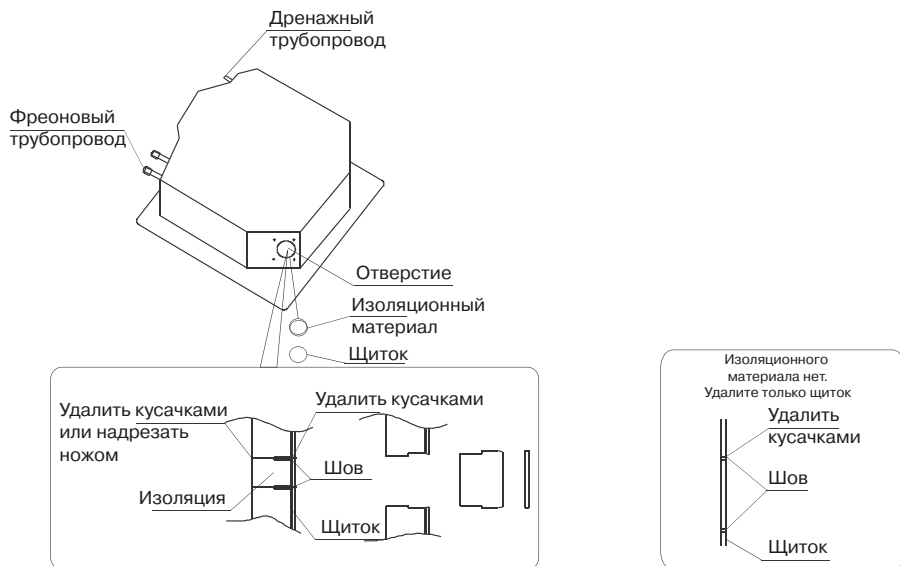 Дренажный
трубопровод
Фреоновый
трубопровод
Отверстие
Изоляционный
материал
Щиток
Удалить кусачками
или надрезать
ножом
Удалить кусачками
Шов
Изоляция
Щиток
Изоляционного
материала нет.
Удалите только щиток
Удалить
кусачками
Шов
Щиток